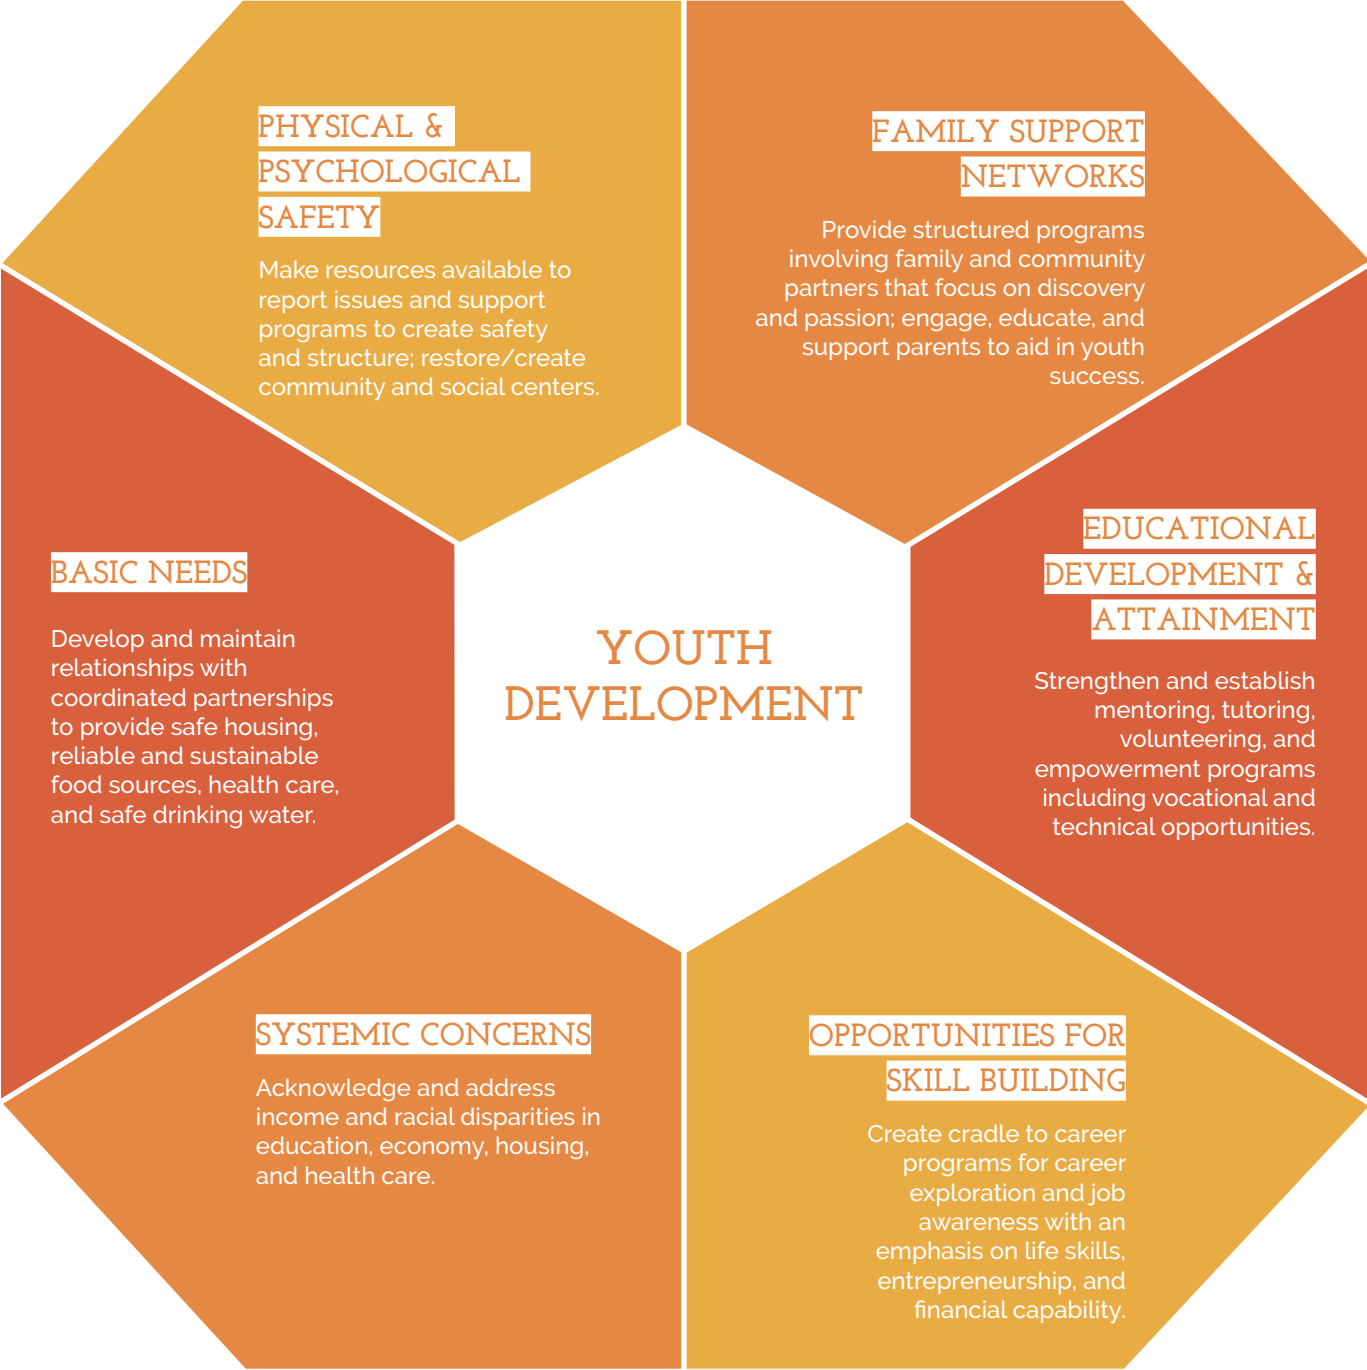 PHYSICAL &
PSYCHOLOGICAL
SAFETY
Make resources available to
report issues and support
programs to create safety
and structure; restore/create
community and social centers.
FAMILY SUPPORT
NETWORKS
Provide structured programs
involving family and community
partners that focus on discovery
and passion; engage, educate, and
support parents to aid in youth
success.
BASIC NEEDS
Develop and maintain
relationships with
coordinated partnerships
to provide safe housing,
reliable and sustainable
food sources, health care,
and safe drinking water.
YOUTH
DEVELOPMENT
EDUCATIONAL
DEVELOPMENT &
ATTAINMENT
Strengthen and establish
mentoring, tutoring,
volunteering, and
empowerment programs
including vocational and
technical opportunities.
SYSTEMIC CONCERNS
Acknowledge and address
income and racial disparities in
education, economy, housing,
and health care.
OPPORTUNITIES FOR
SKILL BUILDING
Create cradle to career
programs for career
exploration and job
awareness with an
emphasis on life skills,
entrepreneurship, and
financial capability.